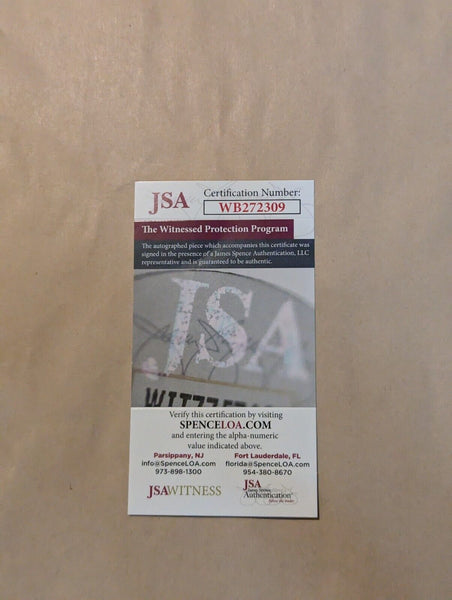 JSA
Certification Number:
WB272309
The Witnessed Protection Program
The autographed piece which accompanies this certificate was
signed in the presence of a James Spence Authentication, LLC
representative and is guaranteed to be authentic.
JSA
Verify this certification by visiting
SPENCELOA.COM
and entering the alpha-numeric
value indicated above.
Parsippany, NJ
info@SpenceLOA.com
973-898-1300
Fort Lauderdale, FL
florida@SpenceLOA.com
954-380-8670
JSAWITNESS
JSA
James Spence
Authentication